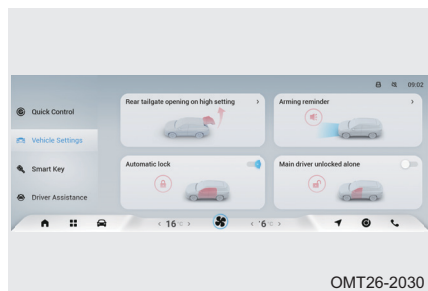 09:02
Quick Control
Vehicle Settings
Smart Key
Driver Assistance
Rear tailgate opening on high setting >
Arming reminder >
Automatic lock
Main driver unlocked alone
< 16 °C >
< 16 °C >
OMT26-2030